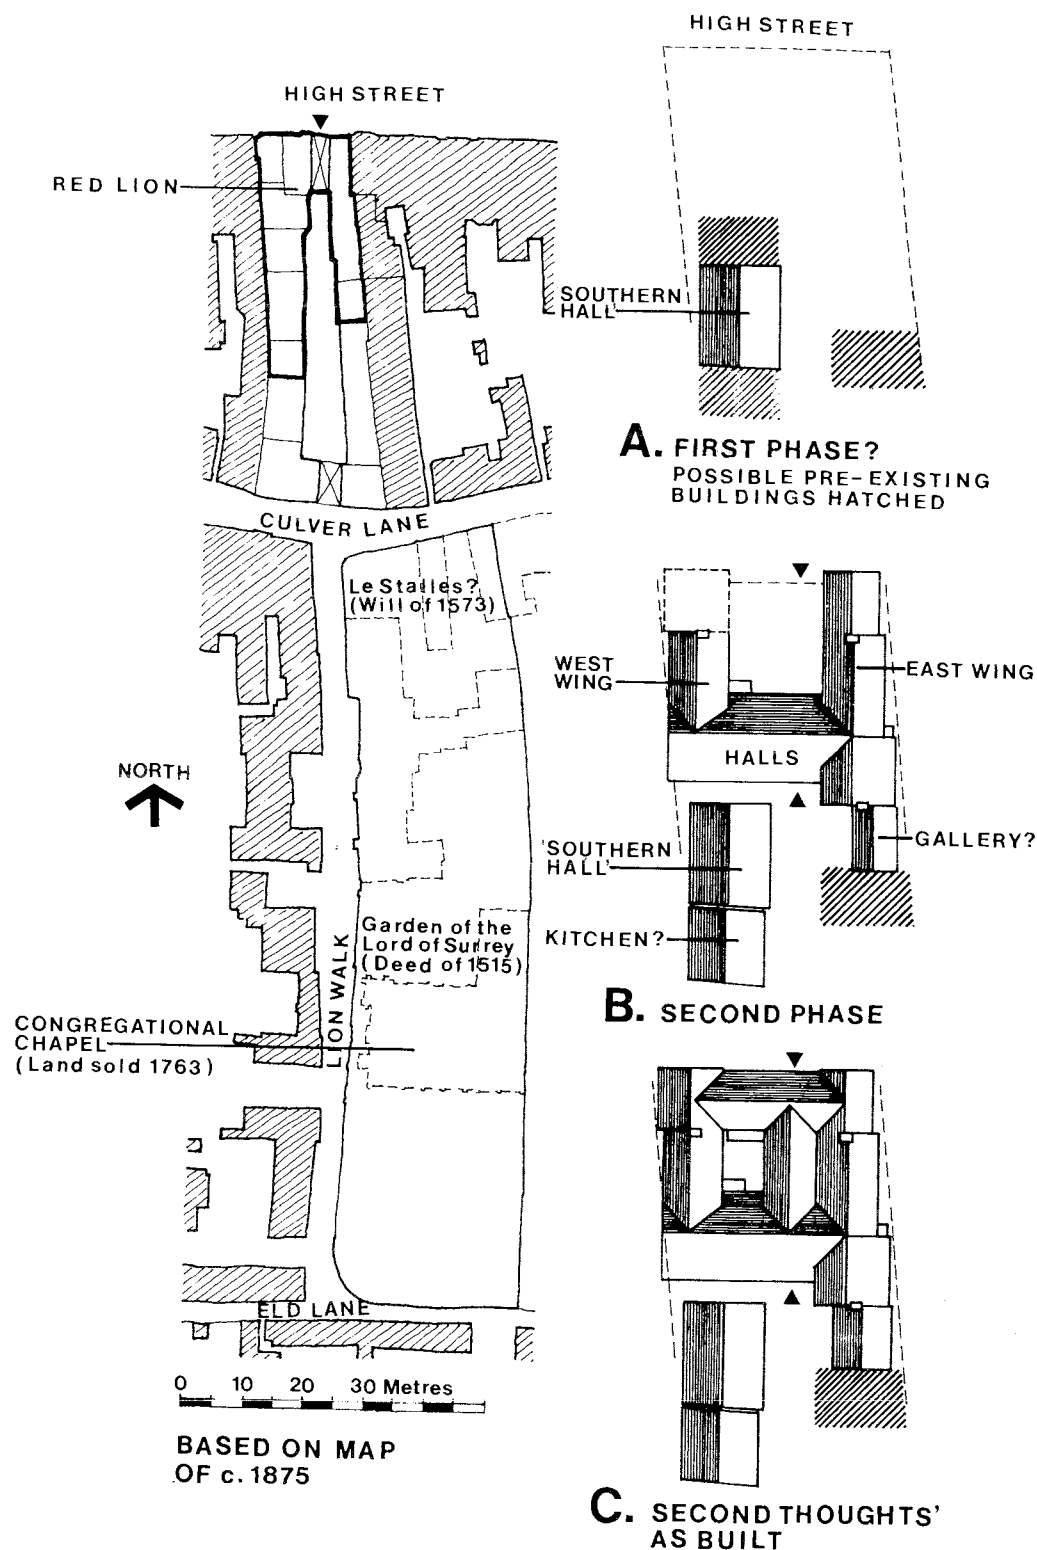 HIGH STREET
RED LION
CULVER LANE
Le Stalles?
(Will of 1573)
NORTH
LION WALK
Garden of the
Lord of Surrey
(Deed of 1515)
CONGREGATIONAL
CHAPEL
(Land sold 1763)
ELD LANE
0 10 20 30 Metres
BASED ON MAP
OF c. 1875
HIGH STREET
SOUTHERN
HALL
A. FIRST PHASE?
POSSIBLE PRE-EXISTING
BUILDINGS HATCHED
WEST
WING
EAST WING
HALLS
SOUTHERN
HALL
GALLERY?
KITCHEN?
B. SECOND PHASE
C. SECOND THOUGHTS'
AS BUILT